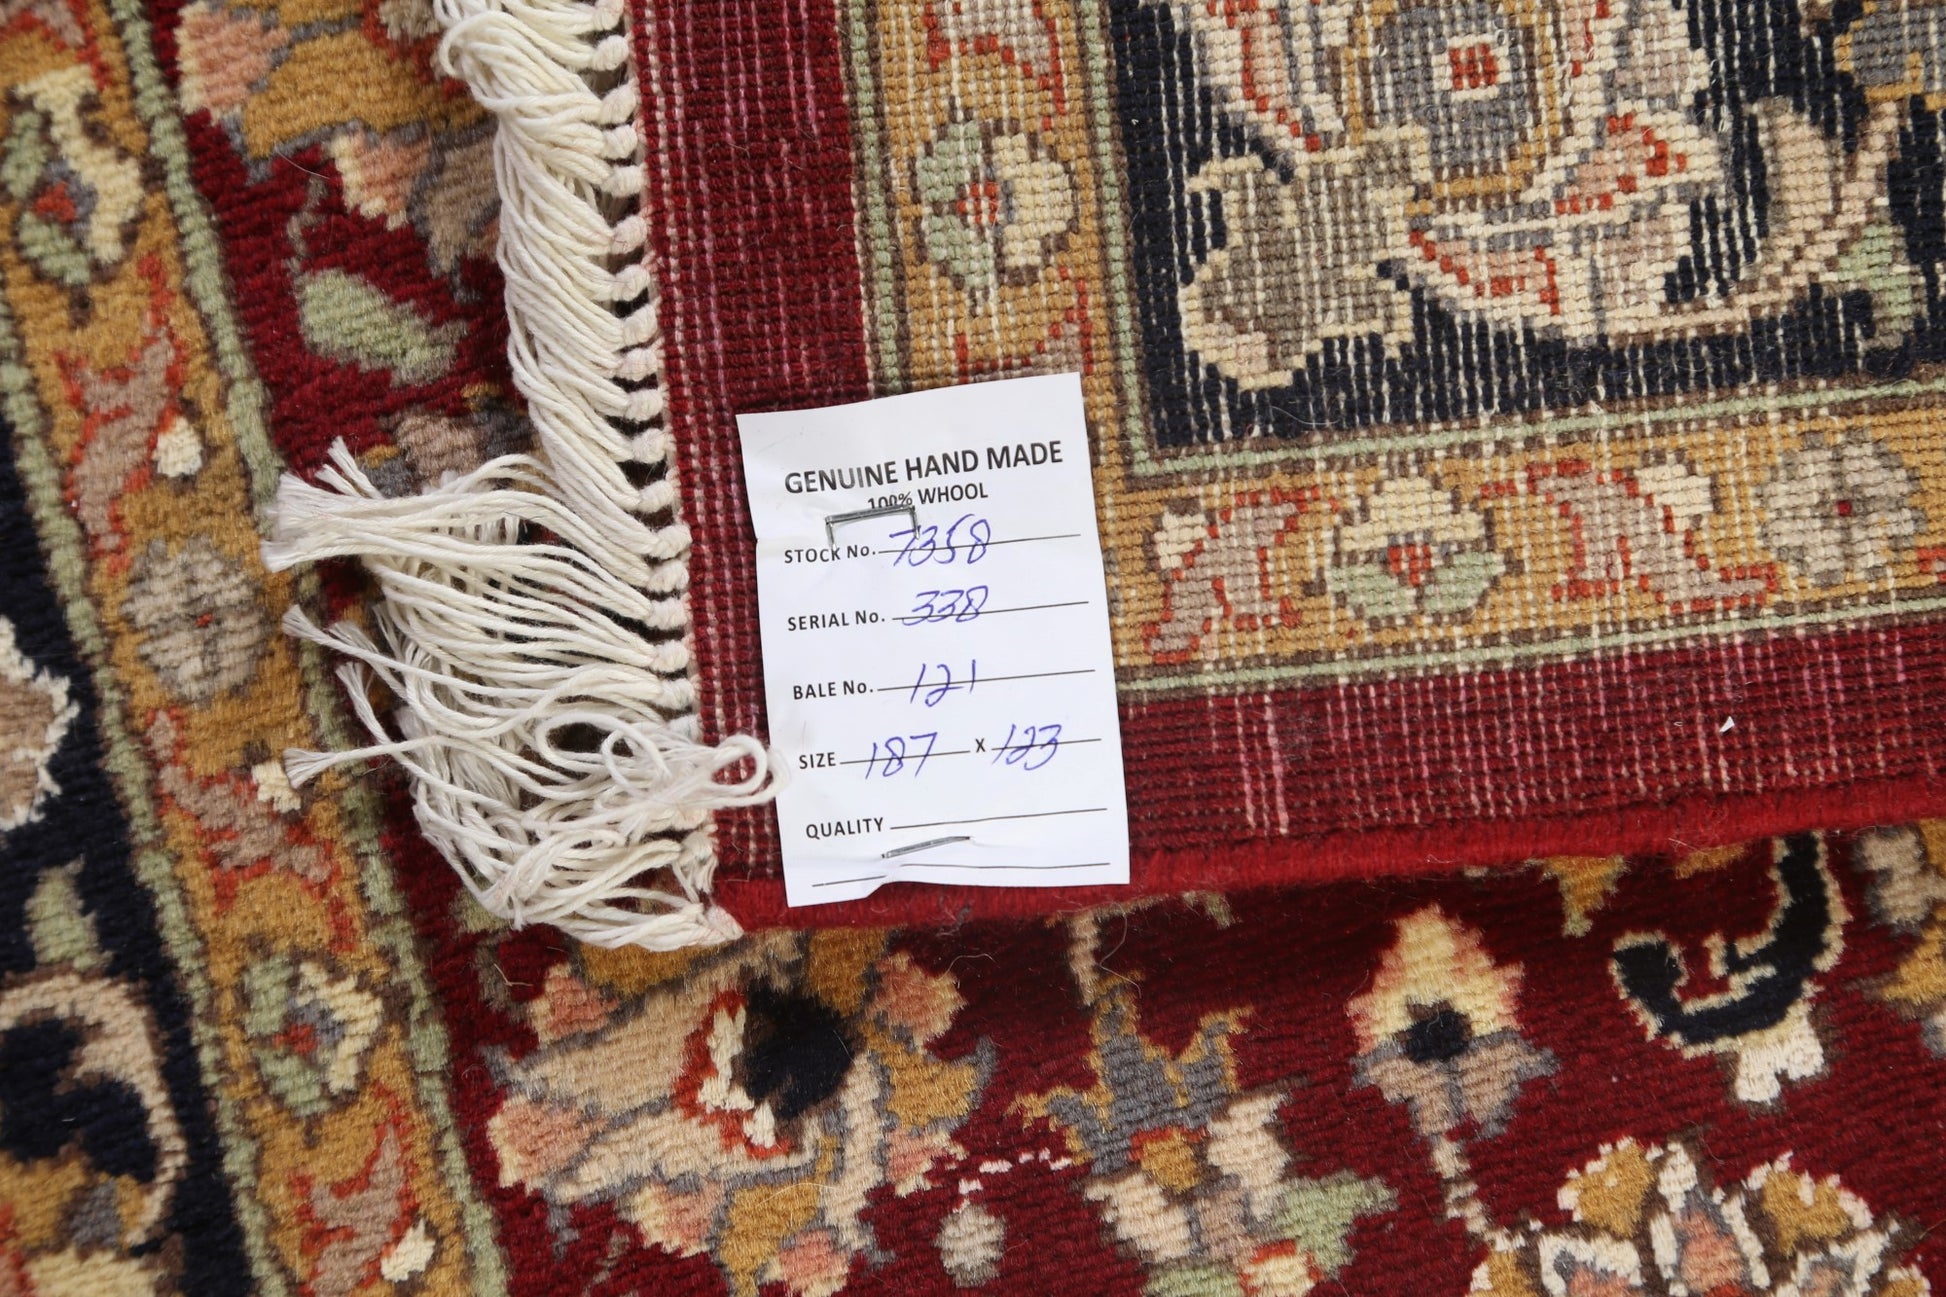 GENUINE HAND MADE
100% WHOOL
STOCK No. 7358
SERIAL No. 338
BALE No. 121
SIZE 187 x 123
QUALITY